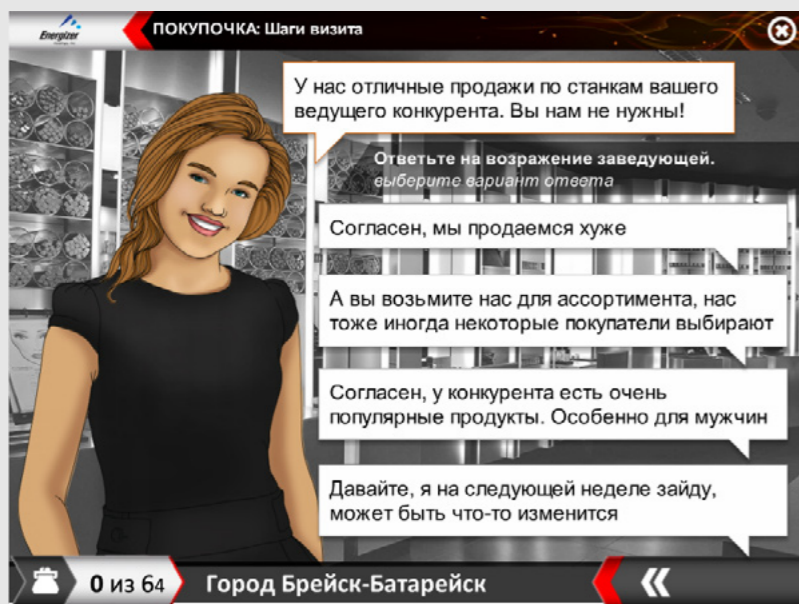 Energizer
ПОКУПОЧКА: Шаги визита
У нас отличные продажи по станкам вашего
ведущего конкурента. Вы нам не нужны!
Ответьте на возражение заведующей.
выберите вариант ответа
Согласен, мы продаемся хуже
А вы возьмите нас для ассортимента, нас
тоже иногда некоторые покупатели выбирают
Согласен, у конкурента есть очень
популярные продукты. Особенно для мужчин
Давайте, я на следующей неделе зайду,
может быть что-то изменится
0 из 64
Город Брейск-Батарейск